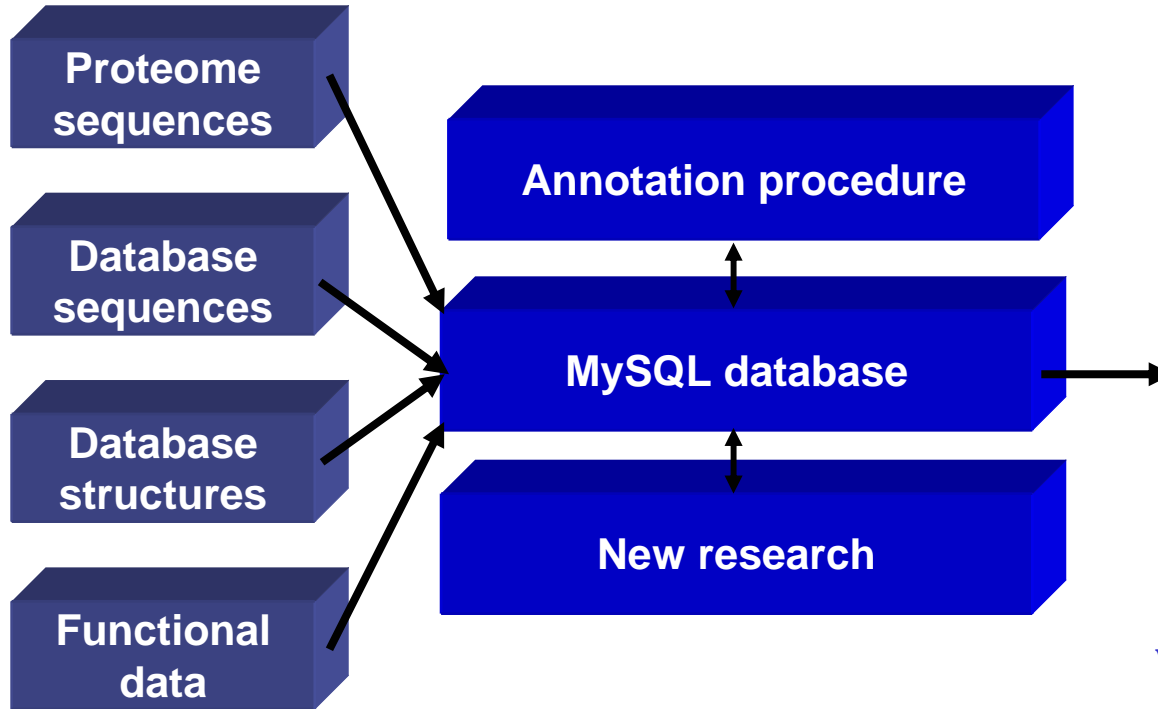 Proteome
sequences
Database
sequences
Database
structures
Functional
data
Annotation procedure
MySQL database
New research